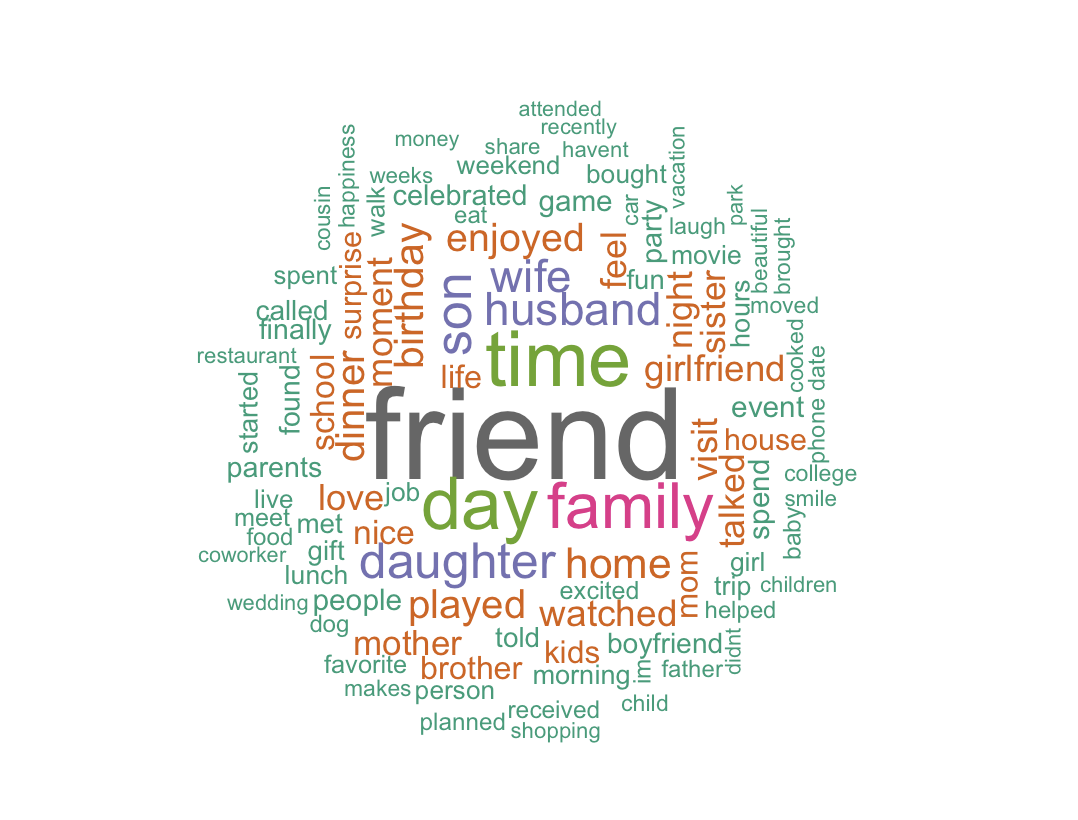 attended
recently
money
share
havent
happiness
weeks
weekend
bought
vacation
cousin
walk
celebrated
eat
game
car
party
laugh
park
beautiful
brought
spent
surprise
moment
birthday
enjoyed
feel
fun
movie
called
finally
son
wife
husband
night
sister
hours
moved
restaurant
school
dinner
life
time
girlfriend
cooked
date
started
found
friend
visit
event
house
phone
parents
love
job
day
family
talked
spend
college
live
meet
met
nice
smile
baby
food
coworker
gift
lunch
daughter
home
mom
girl
trip
children
wedding
people
played
excited
watched
helped
dog
mother
told
kids
boyfriend
didnt
favorite
brother
morning
im
father
makes
person
child
planned
received
shopping